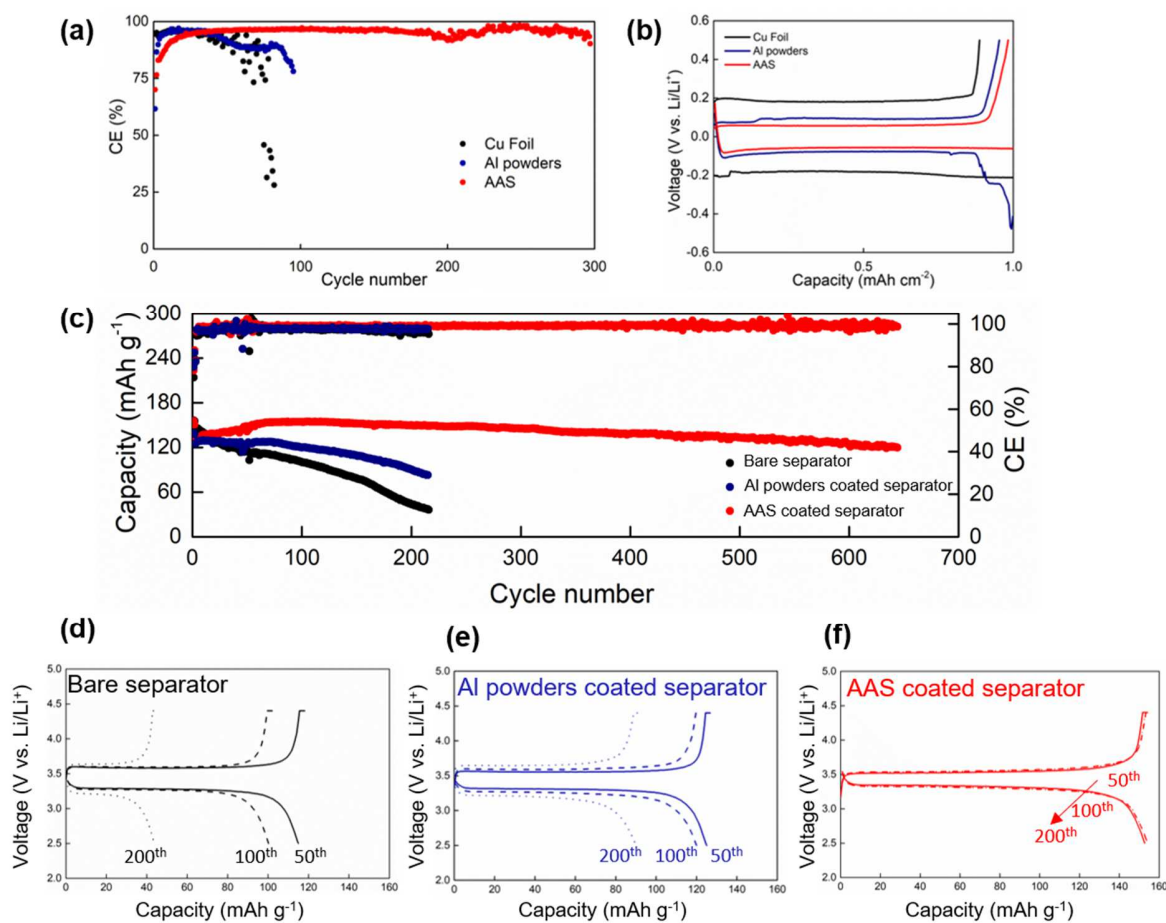 (a)
100
75
50
25
0
CE (%)
Cu Foil
Al powders
AAS
0 100 200 300
Cycle number
(b)
0.6
0.4
0.2
0.0
-0.2
-0.4
-0.6
Voltage (V vs. Li/Li⁺)
Cu Foil
Al powders
AAS
0.0 0.5 1.0
Capacity (mAh cm⁻²)
(c)
300
240
180
120
60
0
Capacity (mAh g⁻¹)
100
80
60
40
20
0
CE (%)
Bare separator
Al powders coated separator
AAS coated separator
0 100 200 300 400 500 600 700
Cycle number
(d)
5.0
4.5
4.0
3.5
3.0
2.5
2.0
Voltage (V vs. Li/Li⁺)
Bare separator
200ᵗʰ 100ᵗʰ 50ᵗʰ
0 20 40 60 80 100 120 140 160
Capacity (mAh g⁻¹)
(e)
5.0
4.5
4.0
3.5
3.0
2.5
2.0
Voltage (V vs. Li/Li⁺)
Al powders coated separator
200ᵗʰ 100ᵗʰ 50ᵗʰ
0 20 40 60 80 100 120 140 160
Capacity (mAh g⁻¹)
(f)
5.0
4.5
4.0
3.5
3.0
2.5
2.0
Voltage (V vs. Li/Li⁺)
AAS coated separator
50ᵗʰ
100ᵗʰ
200ᵗʰ
0 20 40 60 80 100 120 140 160
Capacity (mAh g⁻¹)